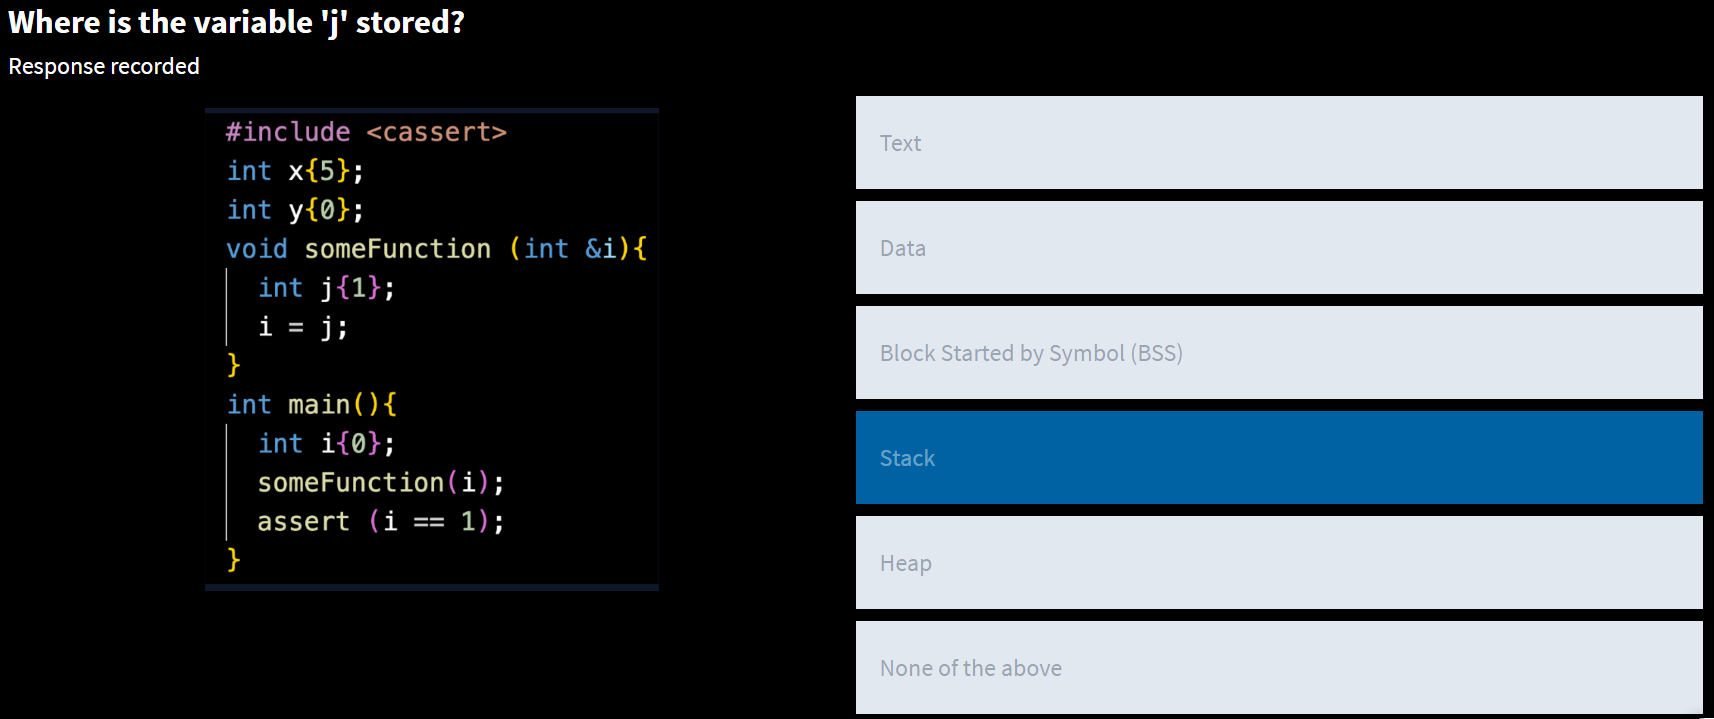 Where is the variable 'j' stored?
Response recorded
#include <cassert>
int x{5};
int y{0};
void someFunction (int &i){
int j{1};
i = j;
}
int main(){
int i{0};
someFunction(i);
assert (i == 1);
}
Text
Data
Block Started by Symbol (BSS)
Stack
Heap
None of the above